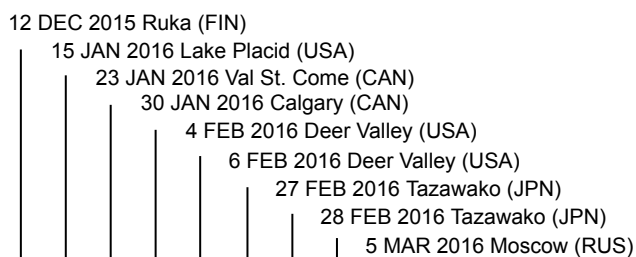 12 DEC 2015 Ruka (FIN)
15 JAN 2016 Lake Placid (USA)
23 JAN 2016 Val St. Come (CAN)
30 JAN 2016 Calgary (CAN)
4 FEB 2016 Deer Valley (USA)
6 FEB 2016 Deer Valley (USA)
27 FEB 2016 Tazawako (JPN)
28 FEB 2016 Tazawako (JPN)
5 MAR 2016 Moscow (RUS)